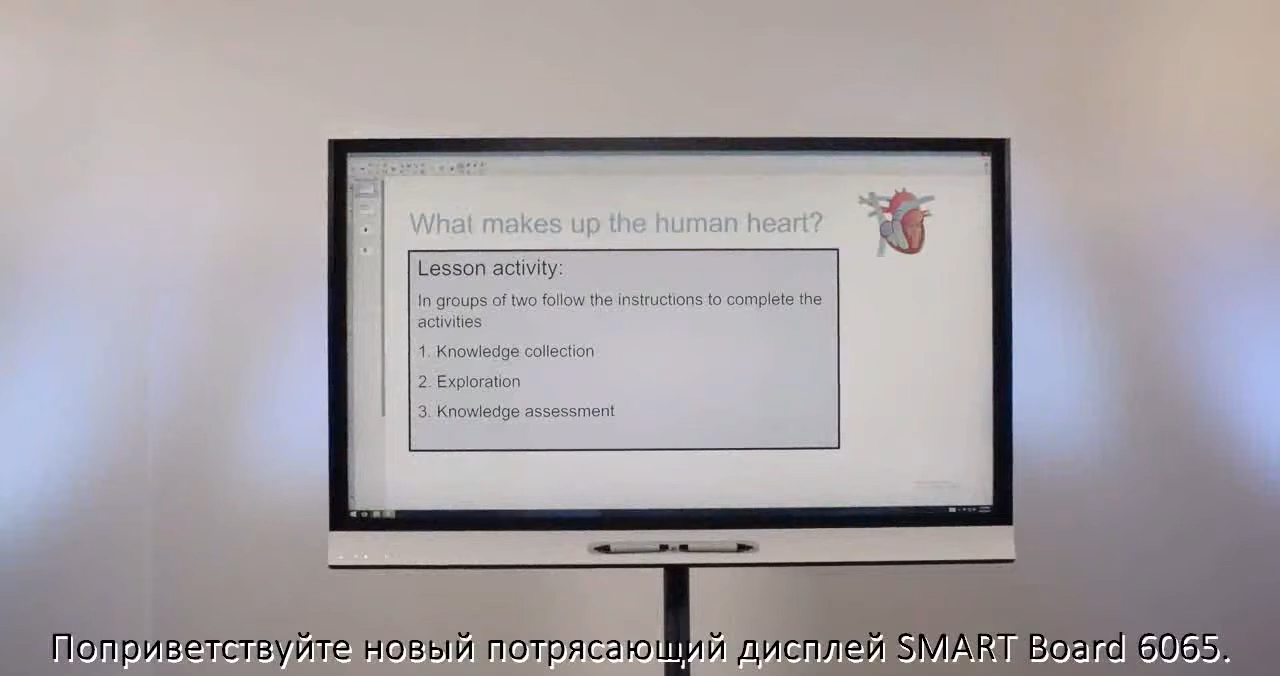 What makes up the human heart?
Lesson activity:
In groups of two follow the instructions to complete the
activities
1. Knowledge collection
2. Exploration
3. Knowledge assessment
Поприветствуйте новый потрясающий дисплей SMART Board 6065.